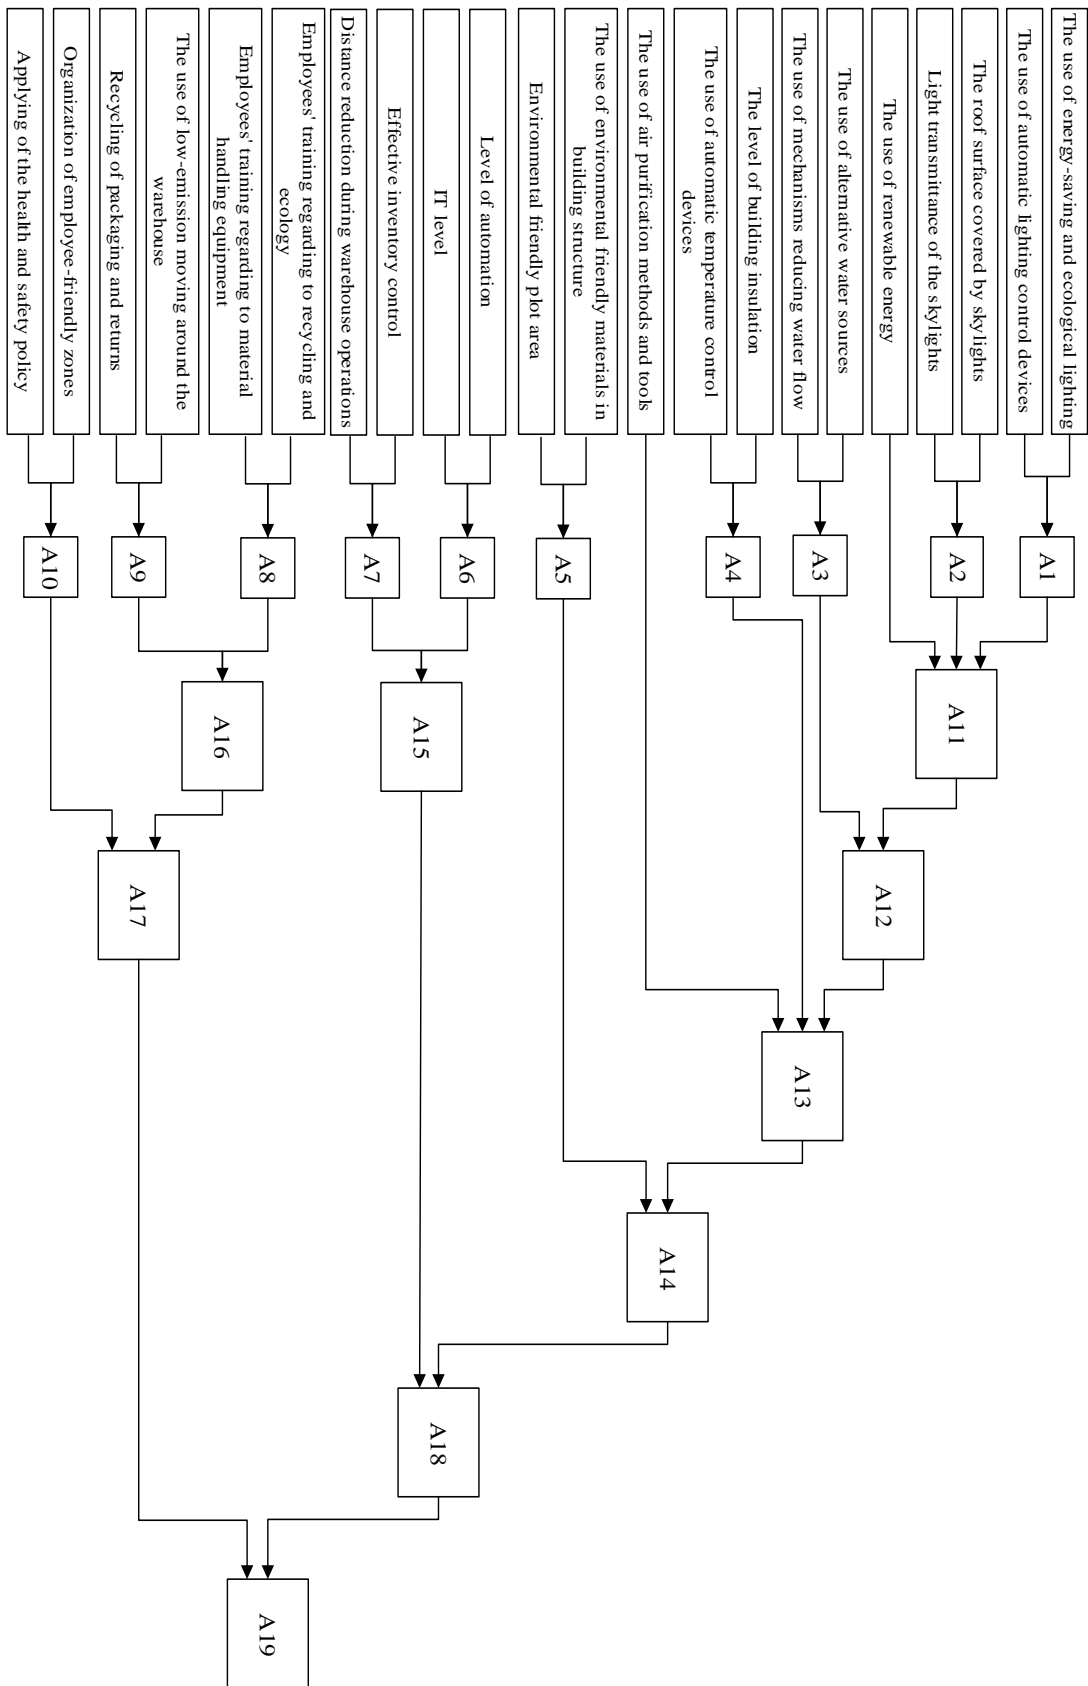 The use of energy-saving and ecological lighting
The use of automatic lighting control devices
The roof surface covered by skylights
Light transmittance of the skylights
The use of renewable energy
The use of alternative water sources
The use of mechanisms reducing water flow
The level of building insulation
The use of automatic temperature control
devices
The use of air purification methods and tools
The use of environmental friendly materials in
building structure
Environmental friendly plot area
Level of automation
IT level
Effective inventory control
Distance reduction during warehouse operations
Employees' training regarding to recycling and
ecology
Employees' training regarding to material
handling equipment
The use of low-emission moving around the
warehouse
Recycling of packaging and returns
Organization of employee-friendly zones
Applying of the health and safety policy
A1
A2
A3
A4
A5
A6
A7
A8
A9
A10
A11
A15
A16
A12
A17
A13
A14
A18
A19